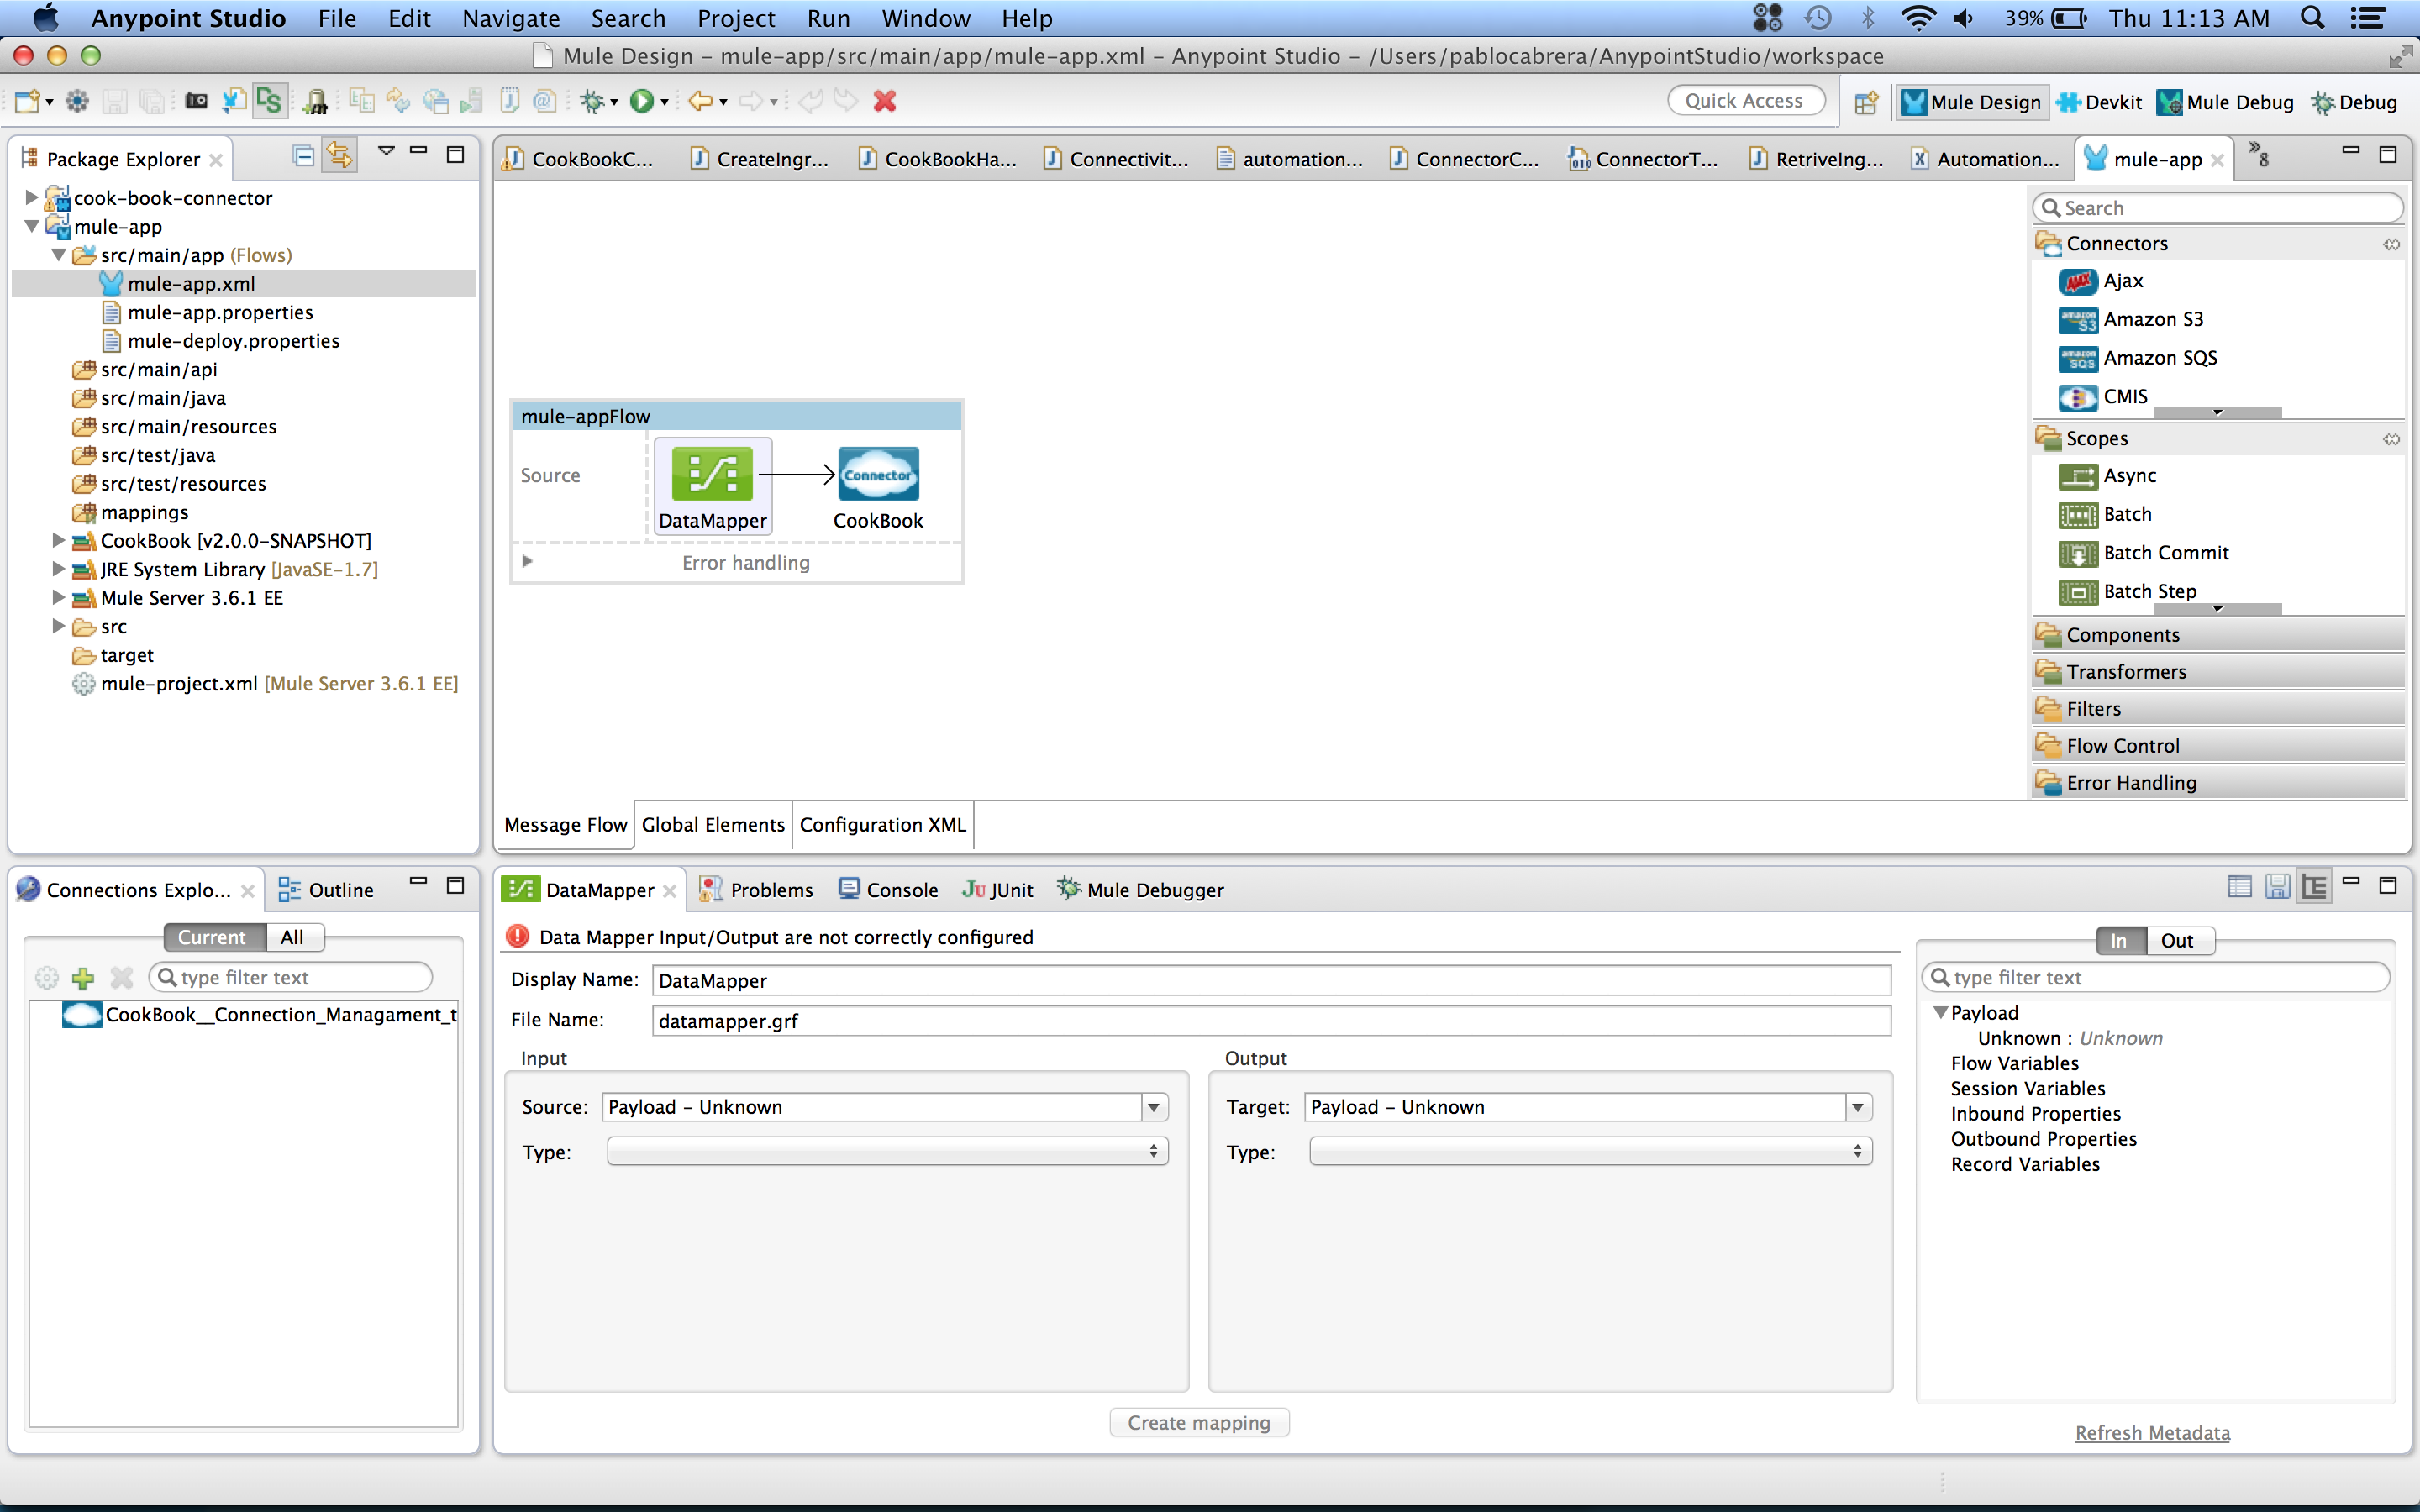 Anypoint Studio File Edit Navigate Search Project Run Window Help 39% Thu 11:13 AM
Mule Design – mule-app/src/main/app/mule-app.xml – Anypoint Studio – /Users/pablocabrera/AnypointStudio/workspace
Quick Access Mule Design Devkit Mule Debug Debug
Package Explorer
cook-book-connector
mule-app
src/main/app (Flows)
mule-app.xml
mule-app.properties
mule-deploy.properties
src/main/api
src/main/java
src/main/resources
src/test/java
src/test/resources
mappings
CookBook [v2.0.0-SNAPSHOT]
JRE System Library [JavaSE-1.7]
Mule Server 3.6.1 EE
src
target
mule-project.xml [Mule Server 3.6.1 EE]
CookBookC... CreateIngr... CookBookHa... Connectivit... automation... ConnectorC... ConnectorT... RetriveIng... Automation... mule-app »8
mule-appFlow
Source
Connector
DataMapper CookBook
Error handling
Message Flow Global Elements Configuration XML
Search
Connectors
Ajax
Amazon S3
Amazon SQS
CMIS
Scopes
Async
Batch
Batch Commit
Batch Step
Components
Transformers
Filters
Flow Control
Error Handling
Connections Explo... Outline
Current All
type filter text
CookBook__Connection_Managament_t
DataMapper Problems Console JUnit Mule Debugger
Data Mapper Input/Output are not correctly configured
Display Name: DataMapper
File Name: datamapper.grf
Input
Source: Payload – Unknown
Type:
Output
Target: Payload – Unknown
Type:
Create mapping
In Out
type filter text
Payload
Unknown : Unknown
Flow Variables
Session Variables
Inbound Properties
Outbound Properties
Record Variables
Refresh Metadata